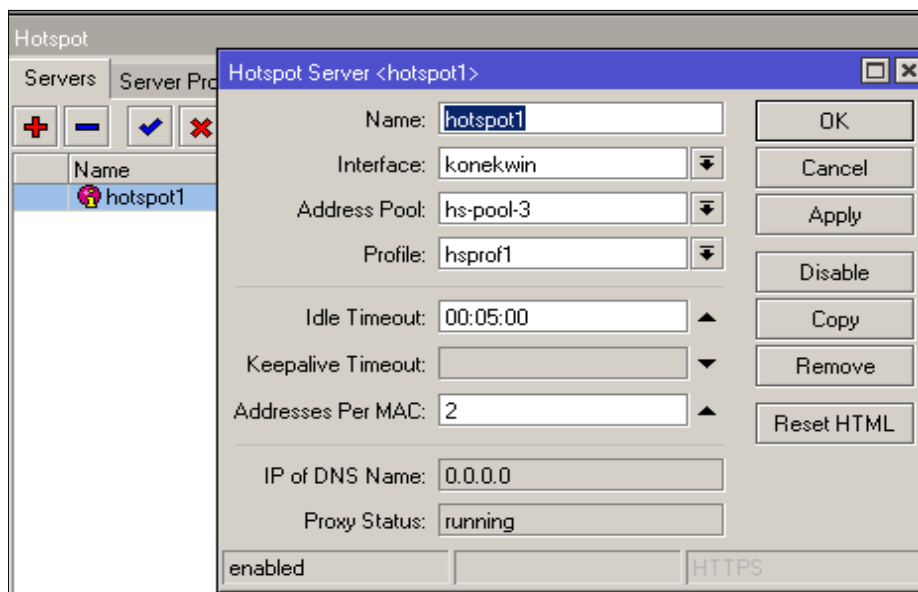 Hotspot
Servers Server Pro
Name
hotspot1
Hotspot Server <hotspot1>
Name: hotspot1
Interface: konekwin
Address Pool: hs-pool-3
Profile: hsprof1
Idle Timeout: 00:05:00
Keepalive Timeout:
Addresses Per MAC: 2
IP of DNS Name: 0.0.0.0
Proxy Status: running
OK
Cancel
Apply
Disable
Copy
Remove
Reset HTML
enabled HTTPS